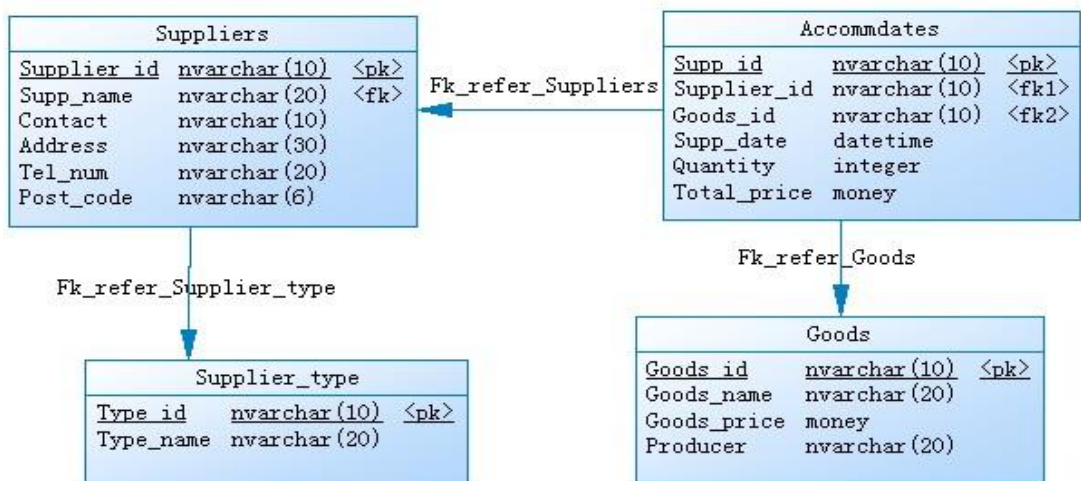 Suppliers
Supplier_id nvarchar(10) <pk>
Supp_name nvarchar(20) <fk>
Contact nvarchar(10)
Address nvarchar(30)
Tel_num nvarchar(20)
Post_code nvarchar(6)
Fk_refer_Suppliers
Accommdates
Supp_id nvarchar(10) <pk>
Supplier_id nvarchar(10) <fk1>
Goods_id nvarchar(10) <fk2>
Supp_date datetime
Quantity integer
Total_price money
Fk_refer_Supplier_type
Fk_refer_Goods
Supplier_type
Type_id nvarchar(10) <pk>
Type_name nvarchar(20)
Goods
Goods_id nvarchar(10) <pk>
Goods_name nvarchar(20)
Goods_price money
Producer nvarchar(20)